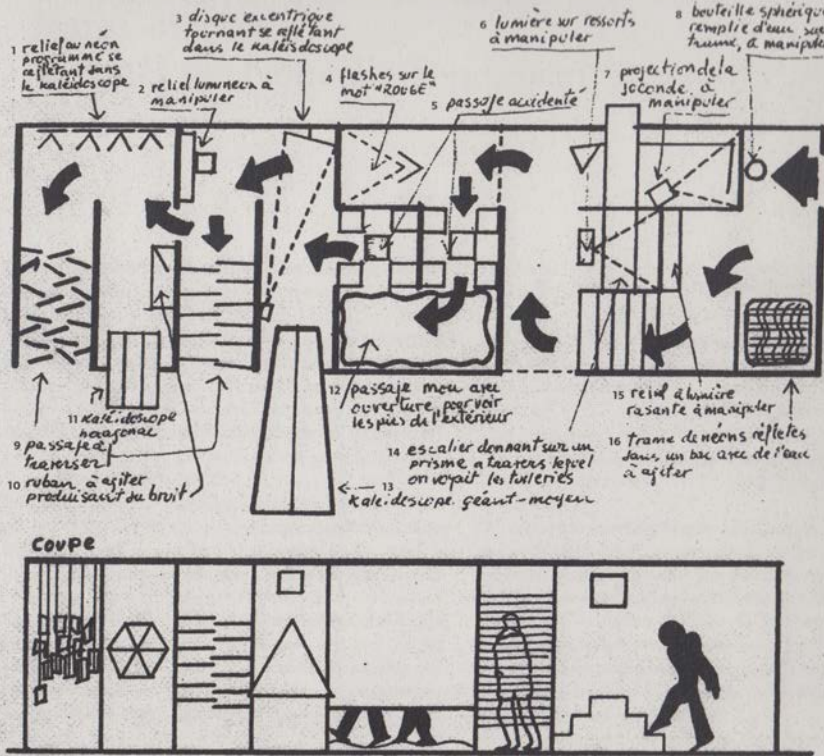 1 relief au néon
programmé se
reflétant dans
le kaléidoscope
2 relief lumineux à
manipuler
3 disque excentrique
tournant se reflétant
dans le Kaléidoscope
4 flashes sur le
mot "ROUGE"
5 passage accidenté
6 lumière sur ressorts
à manipuler
7 projection de la
joconde à
manipuler
8 bouteille sphérique
remplie d'eau sur
trame, à manipuler
9 passage à
traverser
10 ruban à agiter
produisant du bruit
11 Kaléidoscope
hexagonal
12 passage mou avec
ouverture pour voir
les pieds de l'extérieur
13
Kaléidoscope géant-moyen
14 escalier donnant sur un
prisme à travers lequel
on voyait les tuileries
15 relief à lumière
rasante à manipuler
16 trame de néons reflétés
dans un bac avec de l'eau
à agiter
COUPE